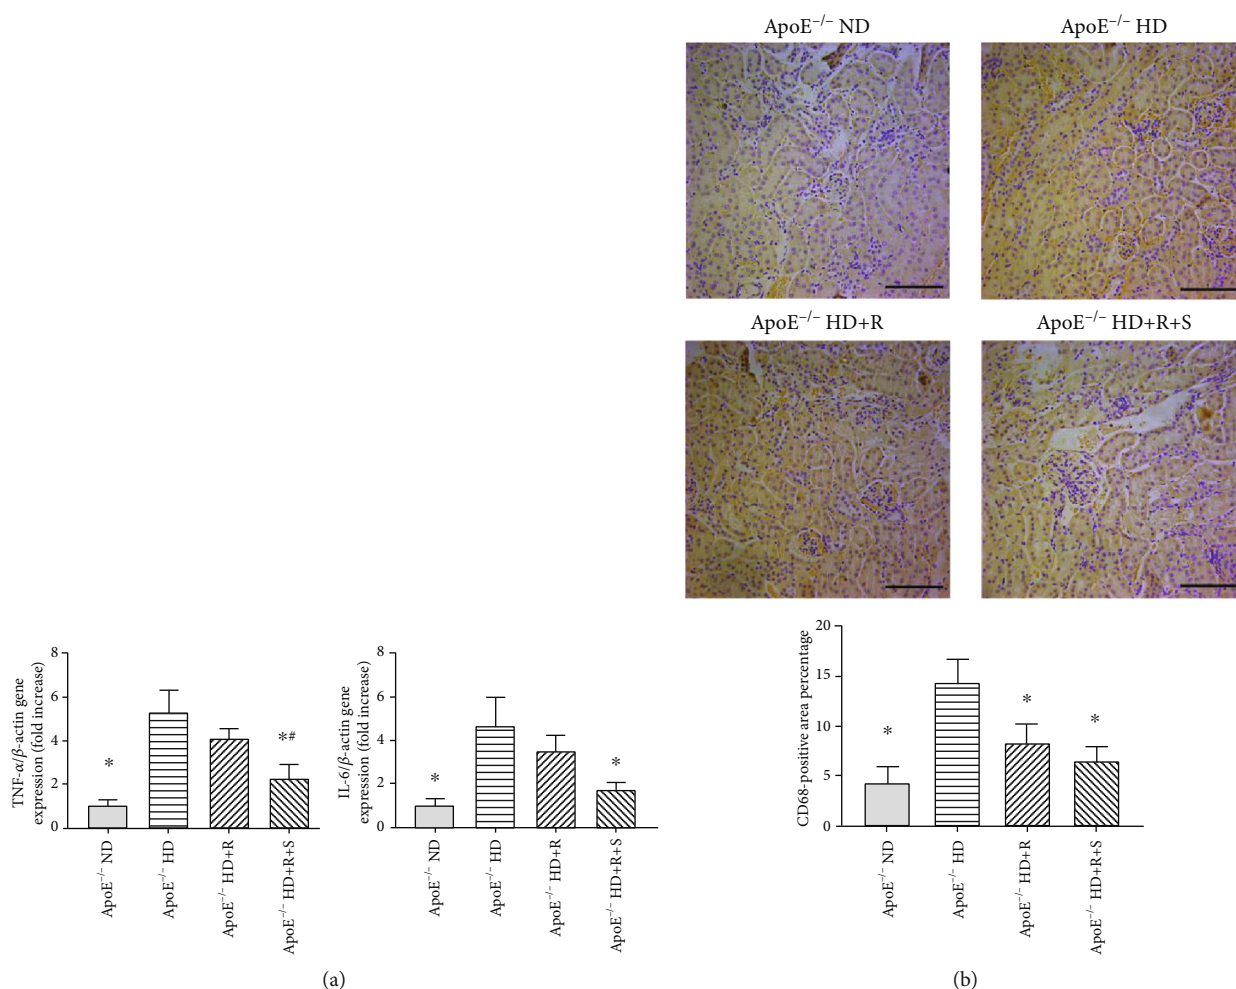 ApoE⁻/⁻ ND
ApoE⁻/⁻ HD
ApoE⁻/⁻ HD+R
ApoE⁻/⁻ HD+R+S
TNF-α/β-actin gene
expression (fold increase)
8
6
4
2
0
*
*#
ApoE⁻/⁻ ND
ApoE⁻/⁻ HD
ApoE⁻/⁻ HD+R
ApoE⁻/⁻ HD+R+S
IL-6/β-actin gene
expression (fold increase)
8
6
4
2
0
*
*
ApoE⁻/⁻ ND
ApoE⁻/⁻ HD
ApoE⁻/⁻ HD+R
ApoE⁻/⁻ HD+R+S
(a)
CD68-positive area percentage
20
15
10
5
0
*
*
*
ApoE⁻/⁻ ND
ApoE⁻/⁻ HD
ApoE⁻/⁻ HD+R
ApoE⁻/⁻ HD+R+S
(b)